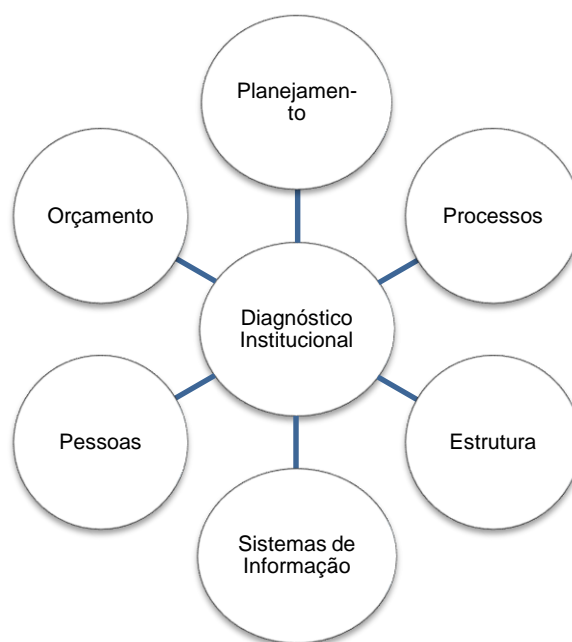 Planejamen-
to
Orçamento
Processos
Diagnóstico
Institucional
Pessoas
Estrutura
Sistemas de
Informação